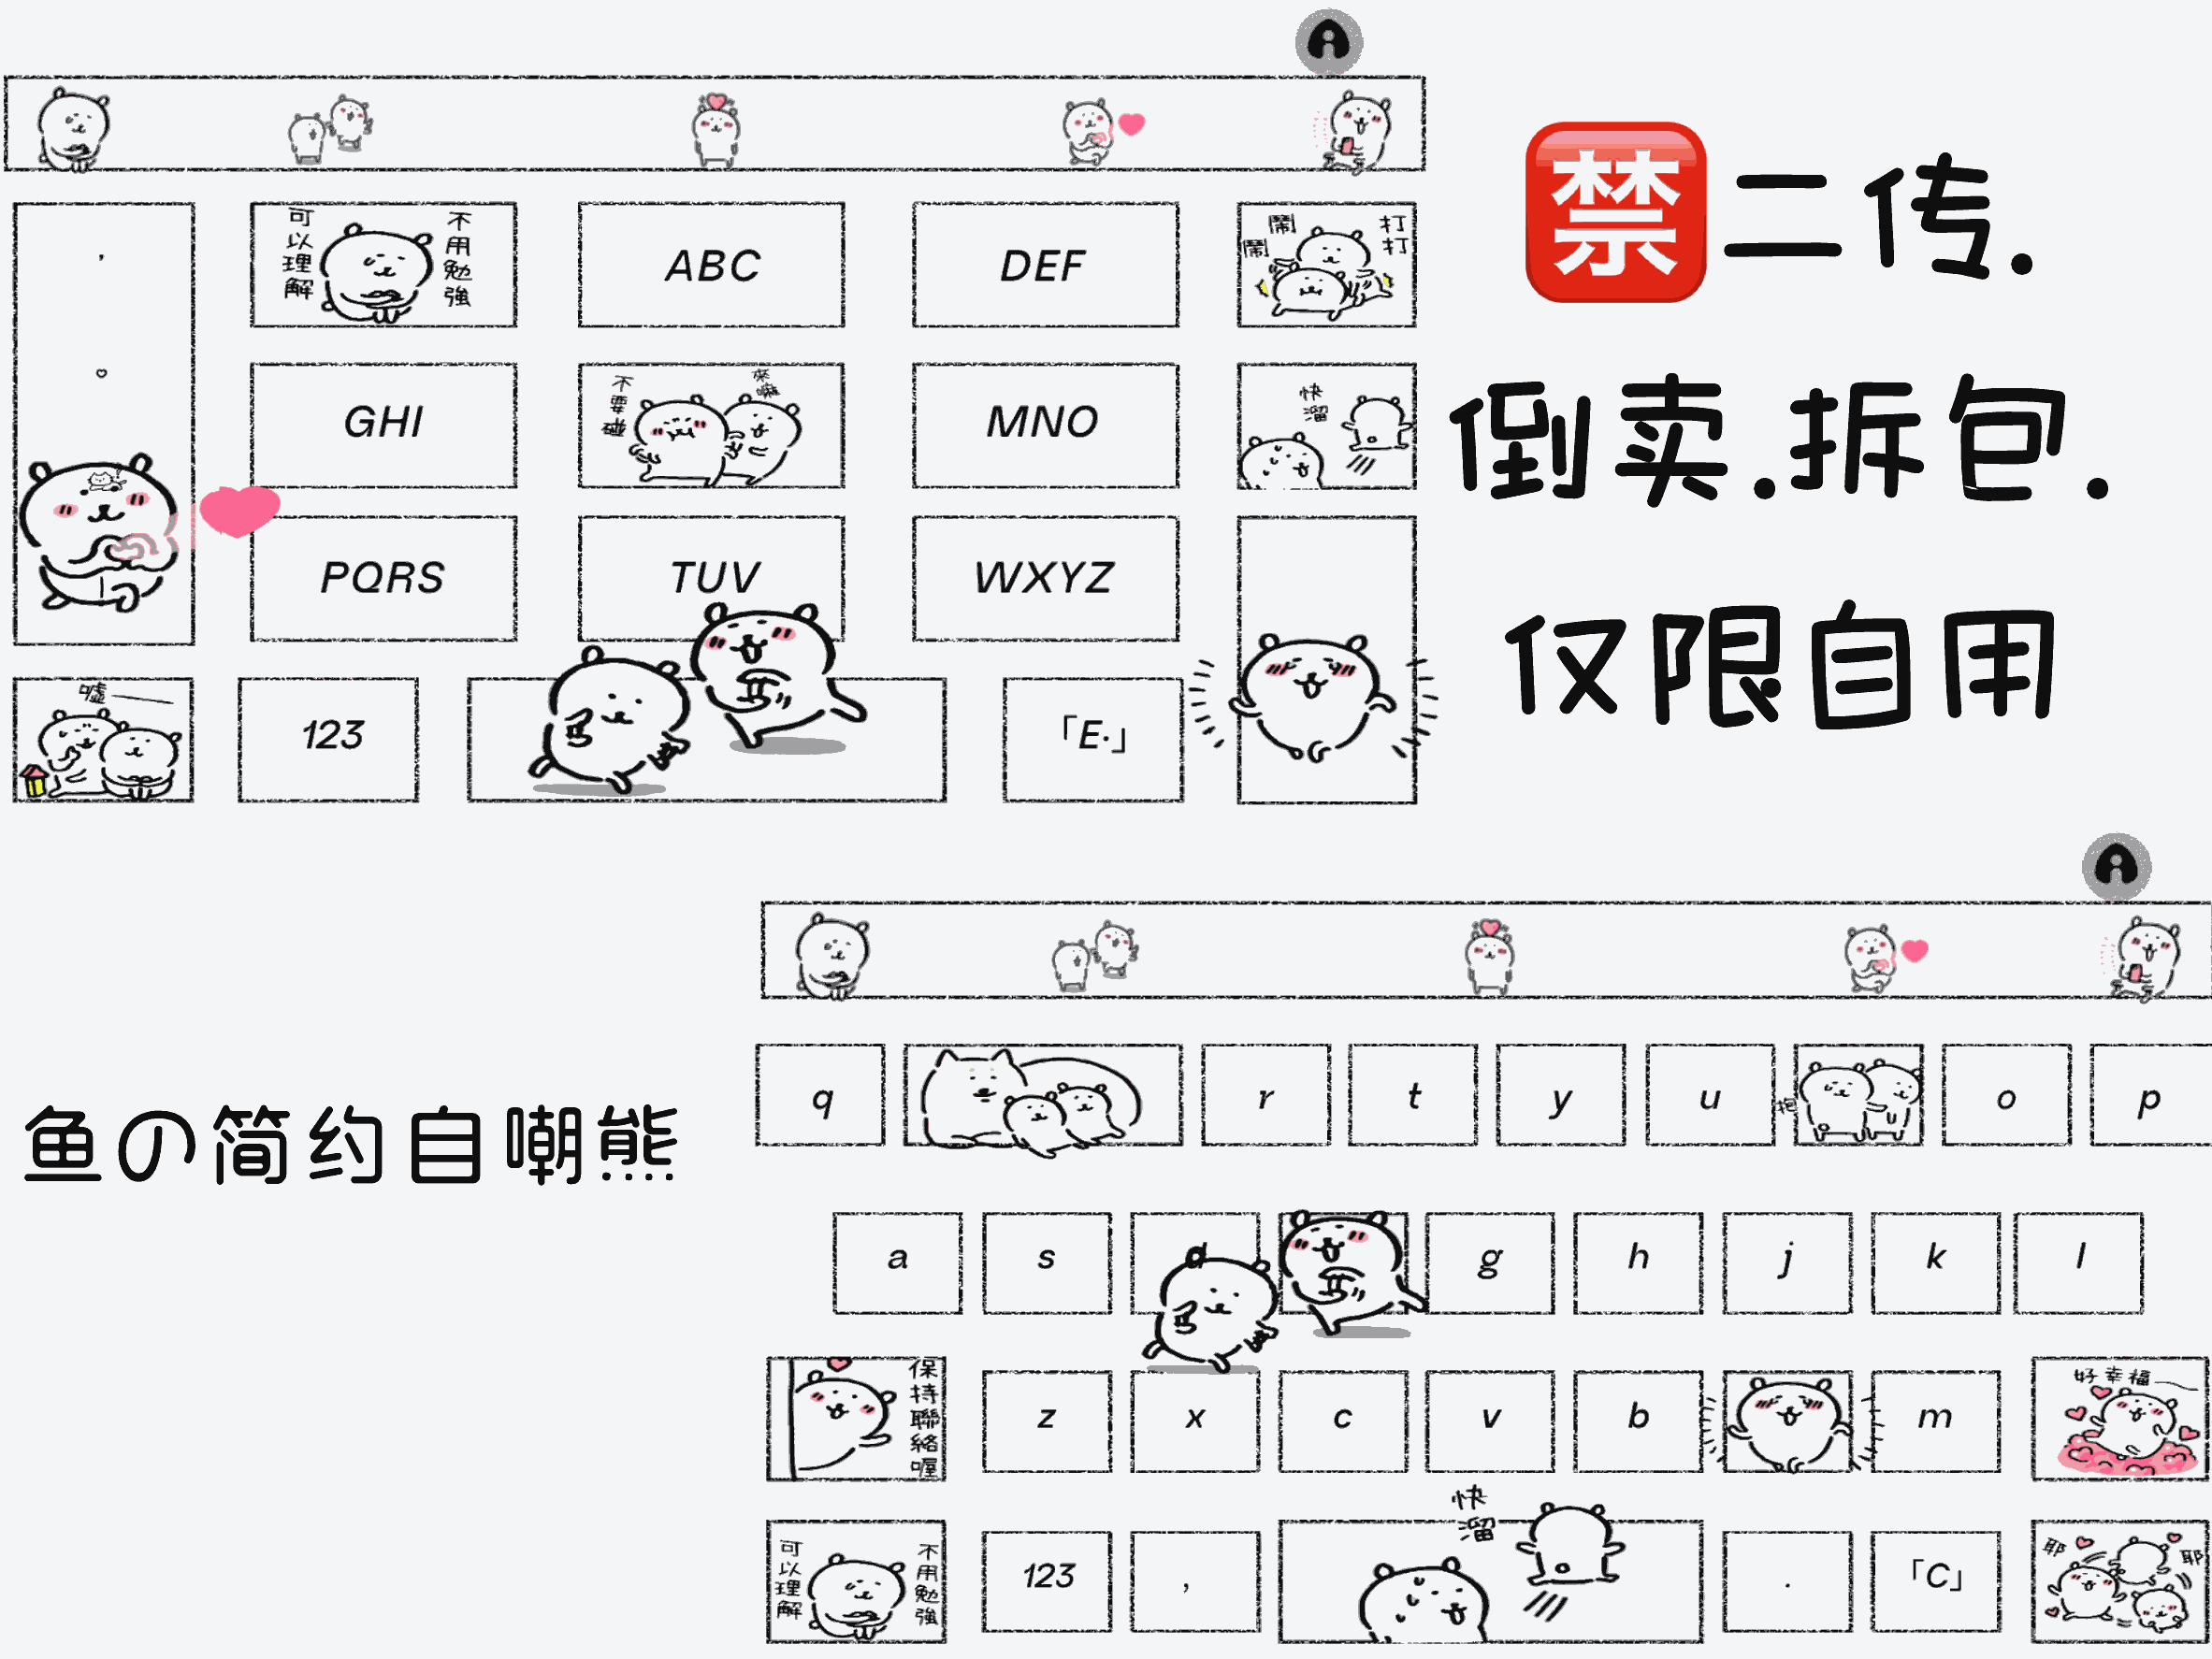 禁二传.
倒卖.拆包.
仅限自用
,
可以理解
不用勉強
ABC
DEF
鬧鬧
打打
GHI
不要碰
來嘛
MNO
快溜
PQRS
TUV
WXYZ
噓
123
「E·」
鱼の简约自嘲熊
q
r
t
y
u
抱
o
p
a
s
d
g
h
j
k
l
保持聯絡喔
z
x
c
v
b
m
好幸福
可以理解
不用勉強
123
,
快溜
.
「C」
耶
耶